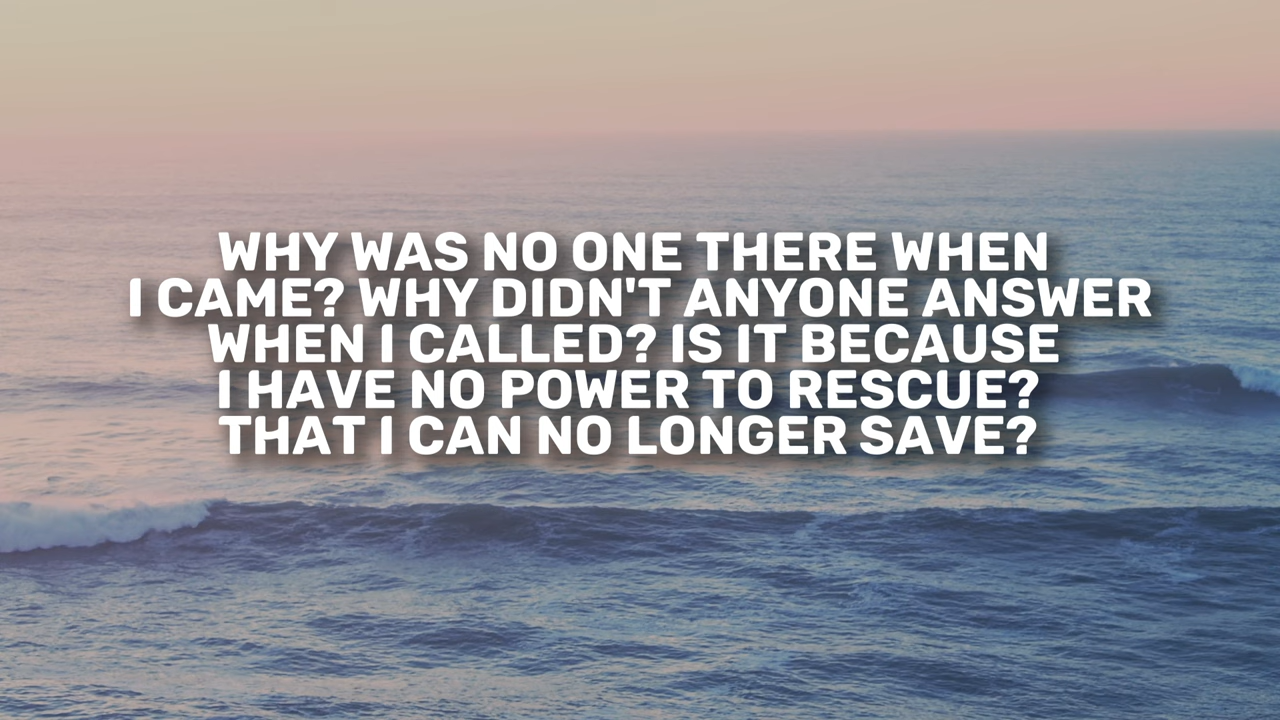 WHY WAS NO ONE THERE WHEN
I CAME? WHY DIDN'T ANYONE ANSWER
WHEN I CALLED? IS IT BECAUSE
I HAVE NO POWER TO RESCUE?
THAT I CAN NO LONGER SAVE?